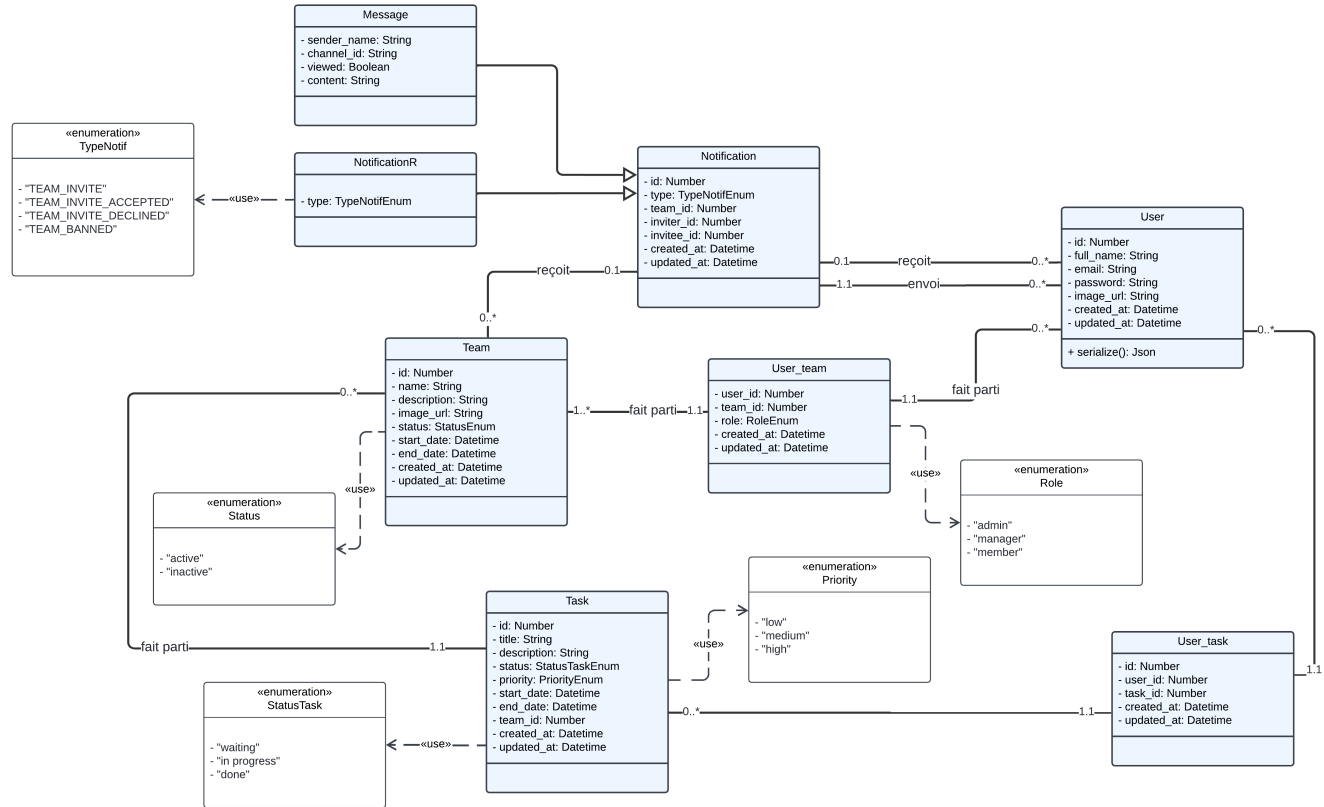 Message
- sender_name: String
- channel_id: String
- viewed: Boolean
- content: String
«enumeration»
TypeNotif
- "TEAM_INVITE"
- "TEAM_INVITE_ACCEPTED"
- "TEAM_INVITE_DECLINED"
- "TEAM_BANNED"
«use»
NotificationR
- type: TypeNotifEnum
Notification
- id: Number
- type: TypeNotifEnum
- team_id: Number
- inviter_id: Number
- invitee_id: Number
- created_at: Datetime
- updated_at: Datetime
User
- id: Number
- full_name: String
- email: String
- password: String
- image_url: String
- created_at: Datetime
- updated_at: Datetime
+ serialize(): Json
0.1
reçoit
0..*
1.1
envoi
0..*
reçoit
0.1
0..*
0..*
0..*
Team
- id: Number
- name: String
- description: String
- image_url: String
- status: StatusEnum
- start_date: Datetime
- end_date: Datetime
- created_at: Datetime
- updated_at: Datetime
0..*
1..*
fait parti
1.1
User_team
- user_id: Number
- team_id: Number
- role: RoleEnum
- created_at: Datetime
- updated_at: Datetime
1.1
fait parti
«use»
«enumeration»
Role
- "admin"
- "manager"
- "member"
«use»
«enumeration»
Status
- "active"
- "inactive"
«enumeration»
Priority
- "low"
- "medium"
- "high"
«use»
Task
- id: Number
- title: String
- description: String
- status: StatusTaskEnum
- priority: PriorityEnum
- start_date: Datetime
- end_date: Datetime
- team_id: Number
- created_at: Datetime
- updated_at: Datetime
fait parti
1.1
«enumeration»
StatusTask
- "waiting"
- "in progress"
- "done"
«use»
0..*
1.1
User_task
- id: Number
- user_id: Number
- task_id: Number
- created_at: Datetime
- updated_at: Datetime
1.1